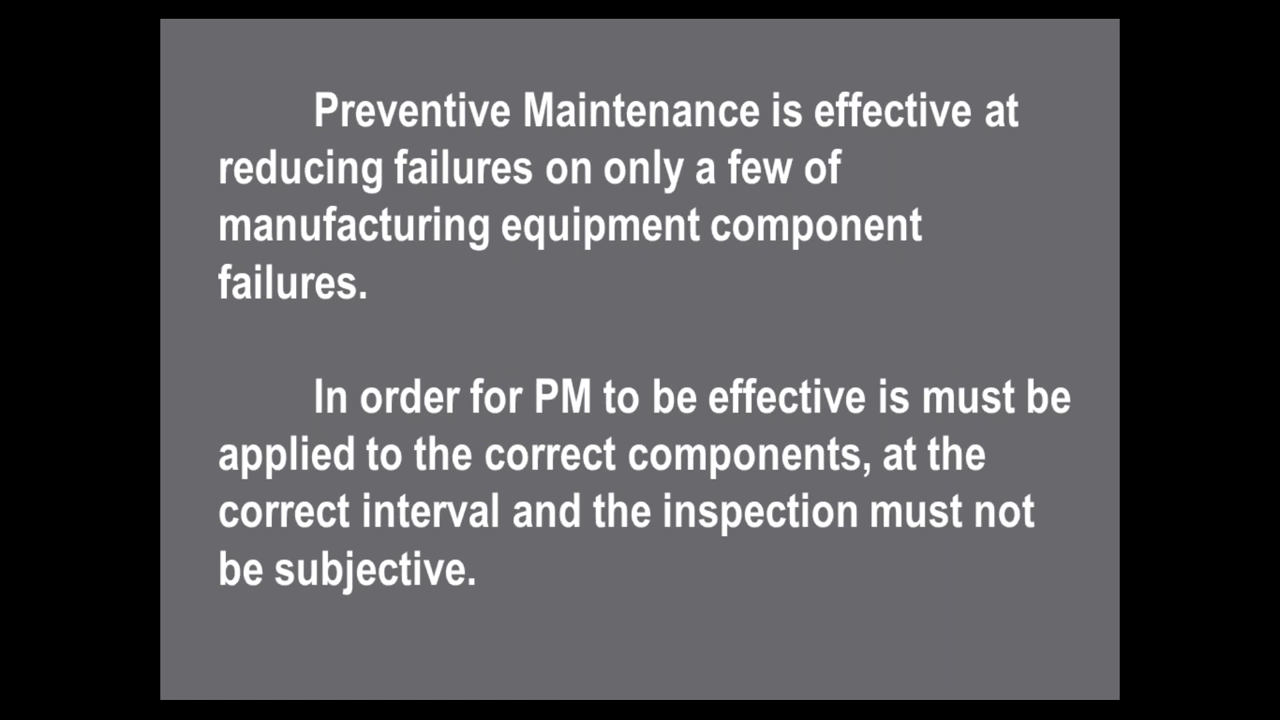 Preventive Maintenance is effective at
reducing failures on only a few of
manufacturing equipment component
failures.
In order for PM to be effective is must be
applied to the correct components, at the
correct interval and the inspection must not
be subjective.